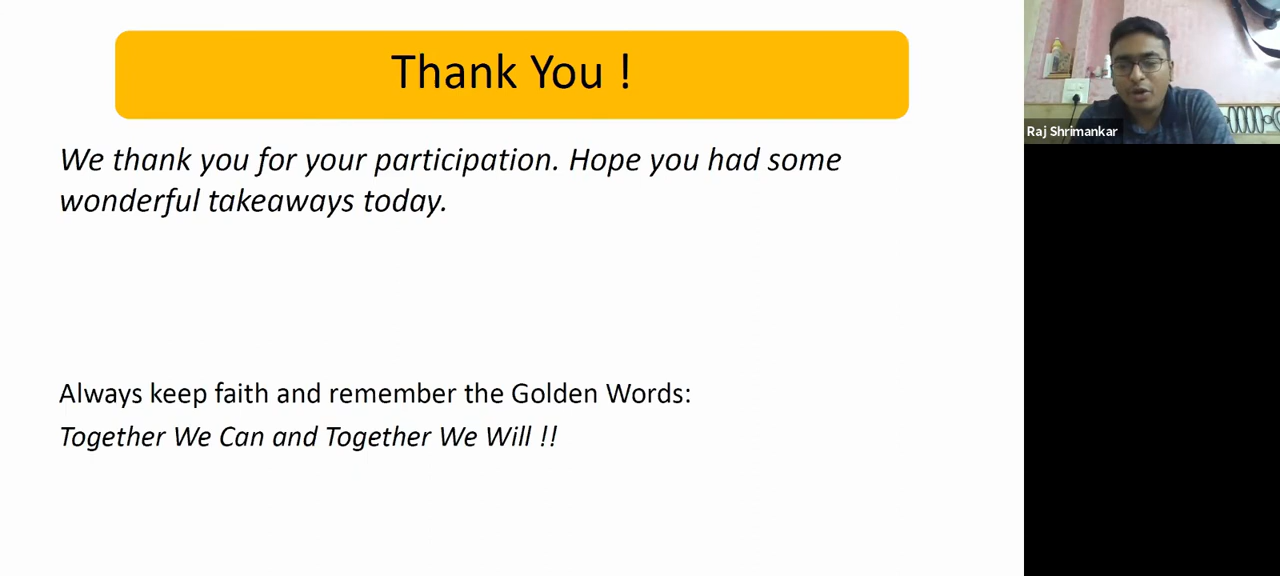 Thank You !
We thank you for your participation. Hope you had some
wonderful takeaways today.
Always keep faith and remember the Golden Words:
Together We Can and Together We Will !!
Raj Shrimankar